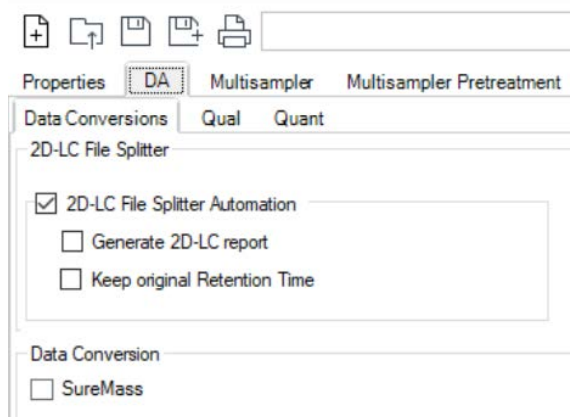 Properties DA Multisampler Multisampler Pretreatment
Data Conversions Qual Quant
2D-LC File Splitter
2D-LC File Splitter Automation
Generate 2D-LC report
Keep original Retention Time
Data Conversion
SureMass